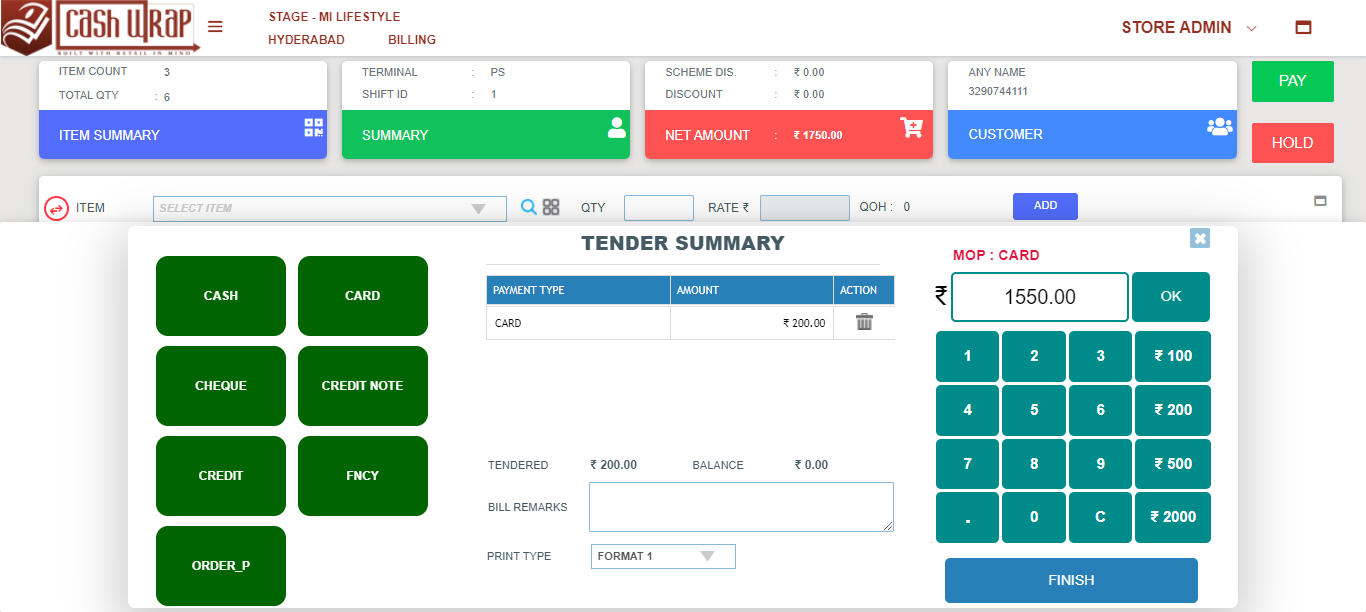 CASH WRAP
BUILT WITH RETAIL IN MIND
STAGE - MI LIFESTYLE
HYDERABAD BILLING
STORE ADMIN
ITEM COUNT 3
TOTAL QTY : 6
ITEM SUMMARY
TERMINAL : PS
SHIFT ID : 1
SUMMARY
SCHEME DIS. : ₹ 0.00
DISCOUNT : ₹ 0.00
NET AMOUNT : ₹ 1750.00
ANY NAME
3290744111
CUSTOMER
PAY
HOLD
ITEM SELECT ITEM QTY RATE ₹ QOH : 0 ADD
CASH CARD
CHEQUE CREDIT NOTE
CREDIT FNCY
ORDER_P
TENDER SUMMARY
PAYMENT TYPE AMOUNT ACTION
CARD ₹ 200.00
TENDERED ₹ 200.00 BALANCE ₹ 0.00
BILL REMARKS
PRINT TYPE FORMAT 1
MOP : CARD
₹ 1550.00 OK
1 2 3 ₹ 100
4 5 6 ₹ 200
7 8 9 ₹ 500
. 0 C ₹ 2000
FINISH